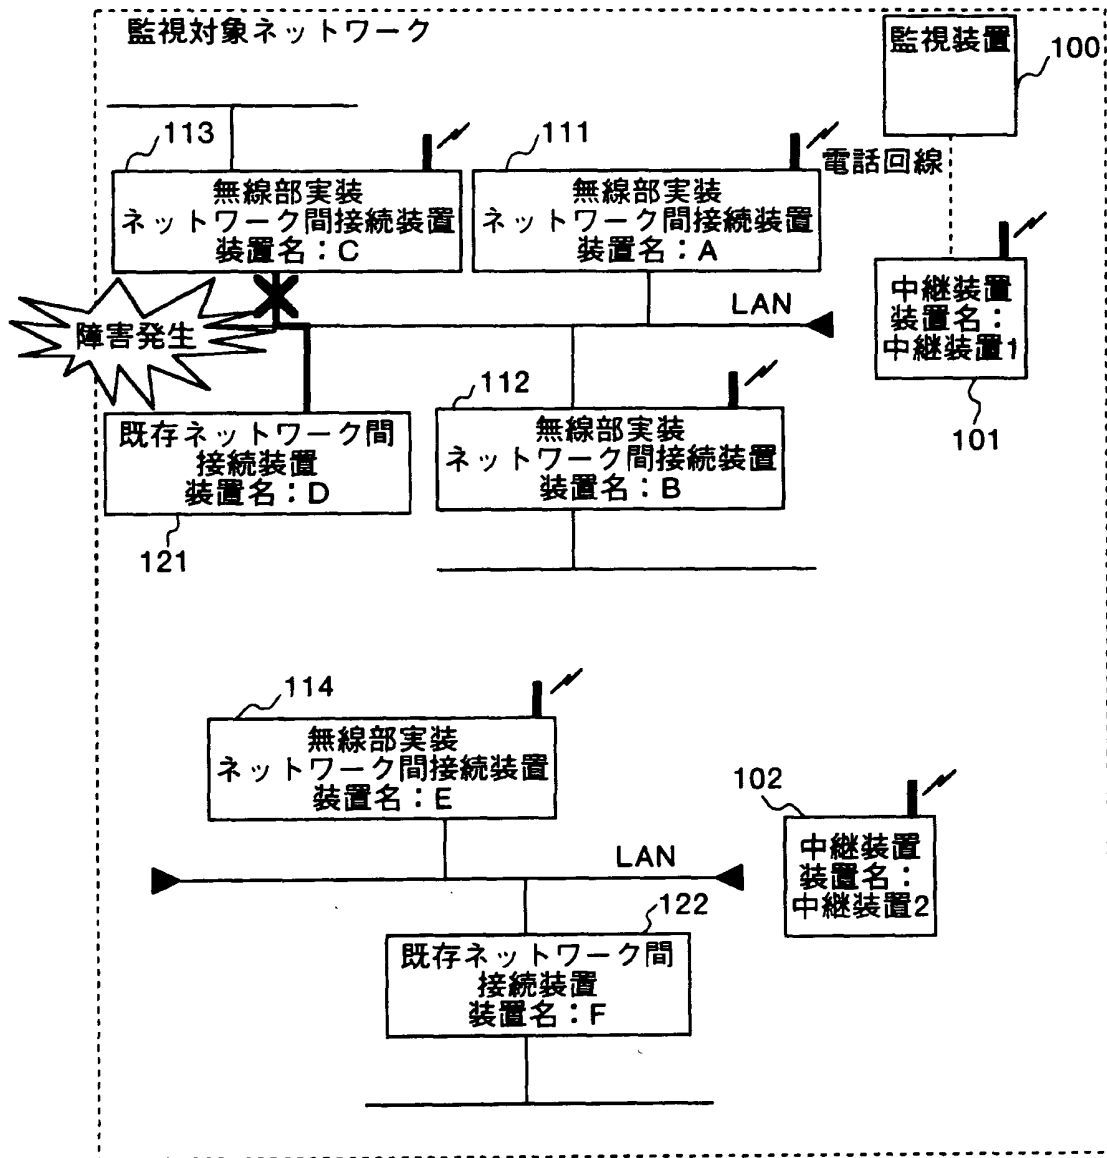 監視対象ネットワーク
監視装置
100
電話回線
113
無線部実装
ネットワーク間接続装置
装置名：C
111
無線部実装
ネットワーク間接続装置
装置名：A
中継装置
装置名：
中継装置1
101
障害発生
LAN
既存ネットワーク間
接続装置
装置名：D
121
112
無線部実装
ネットワーク間接続装置
装置名：B
114
無線部実装
ネットワーク間接続装置
装置名：E
102
中継装置
装置名：
中継装置2
LAN
122
既存ネットワーク間
接続装置
装置名：F